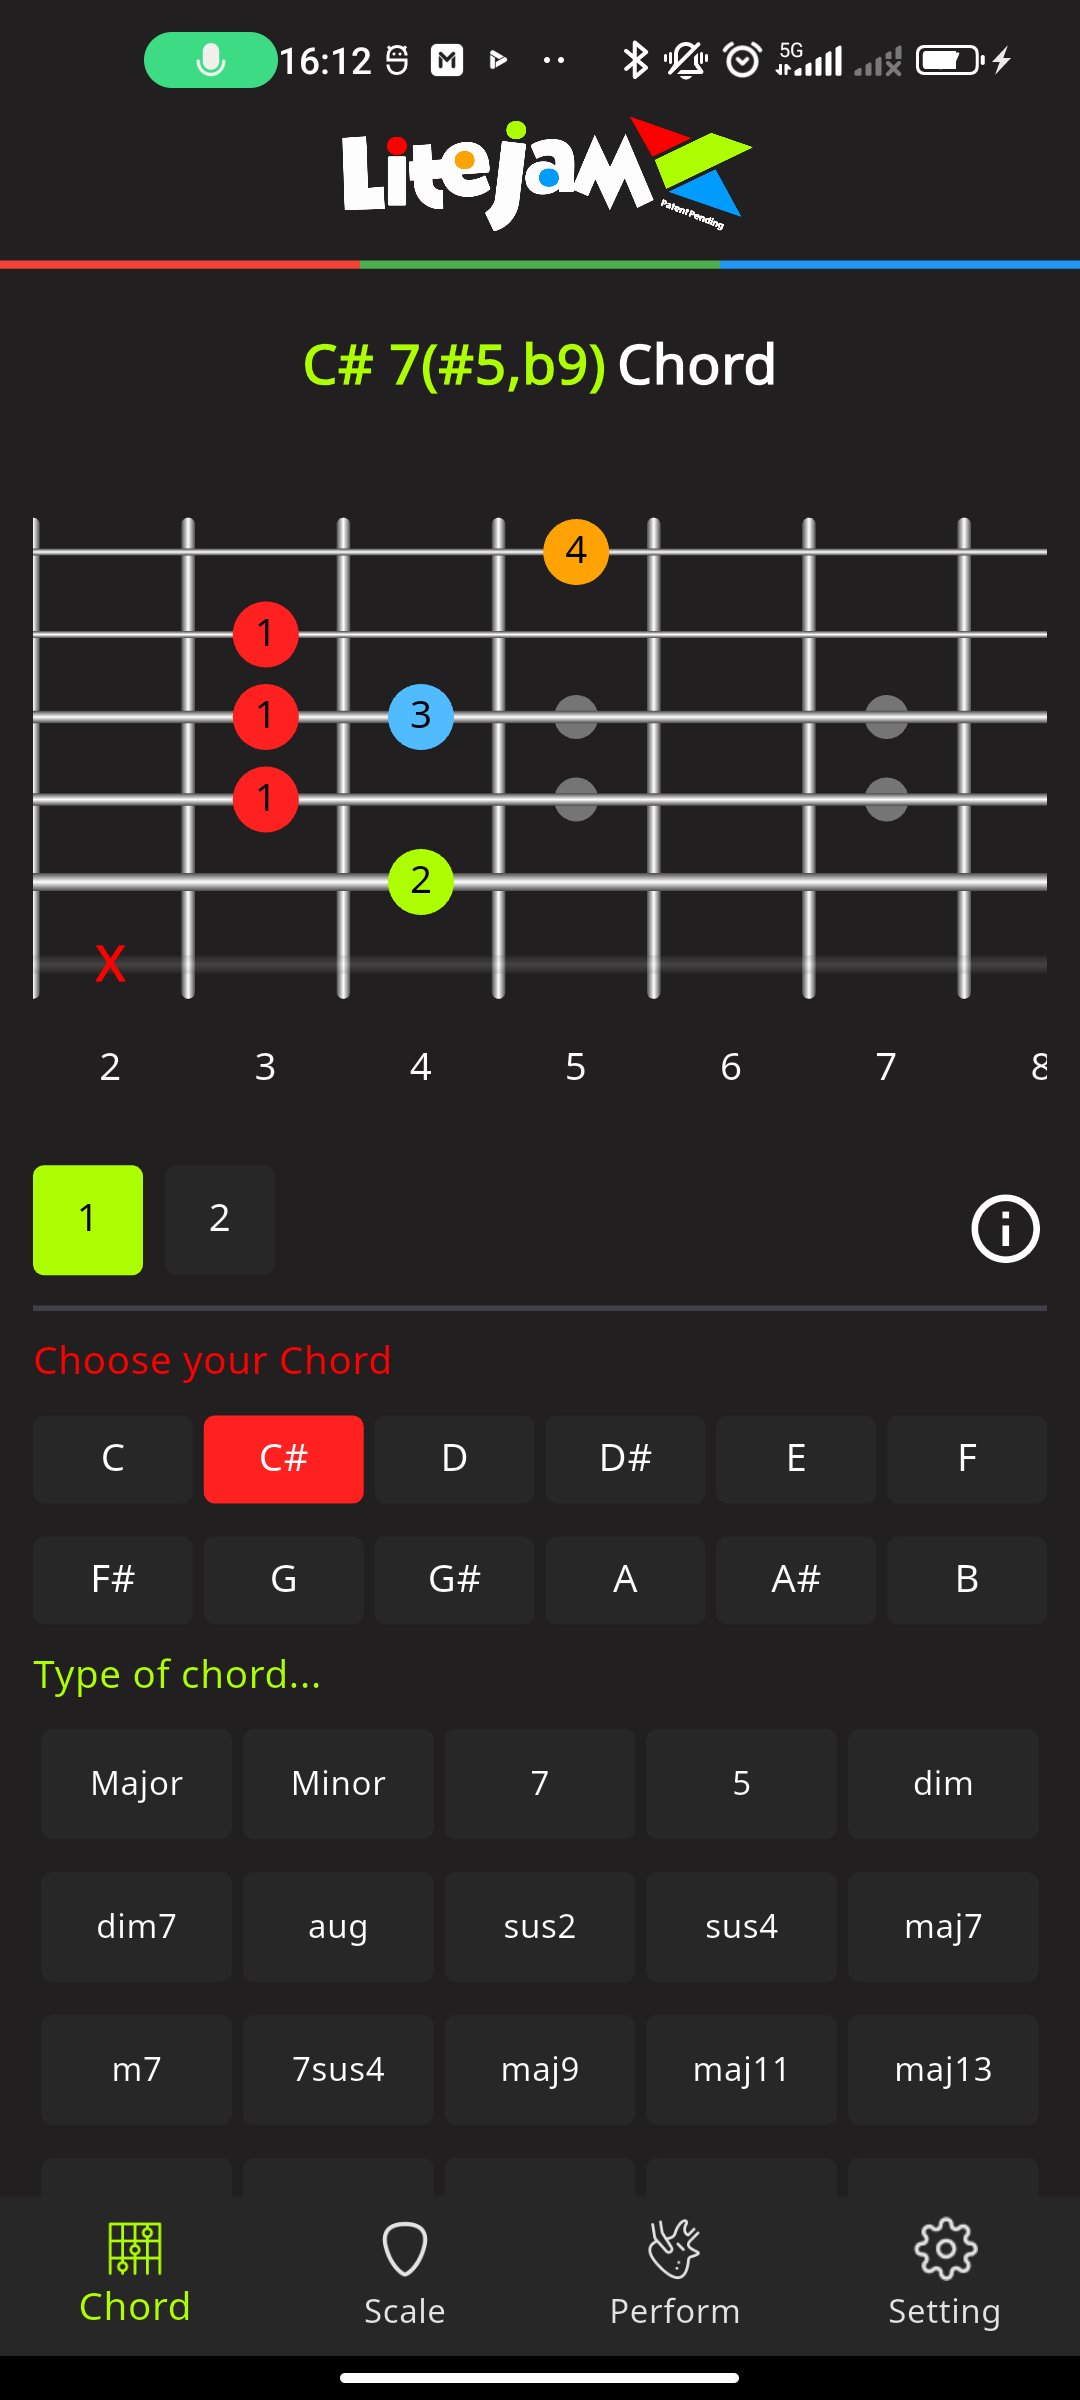 16:12 5G
LiteJam
Patent Pending
C# 7(#5,b9) Chord
4
1
1 3
1
2
X
2 3 4 5 6 7 8
1 2
Choose your Chord
C C# D D# E F
F# G G# A A# B
Type of chord...
Major Minor 7 5 dim
dim7 aug sus2 sus4 maj7
m7 7sus4 maj9 maj11 maj13
Chord Scale Perform Setting